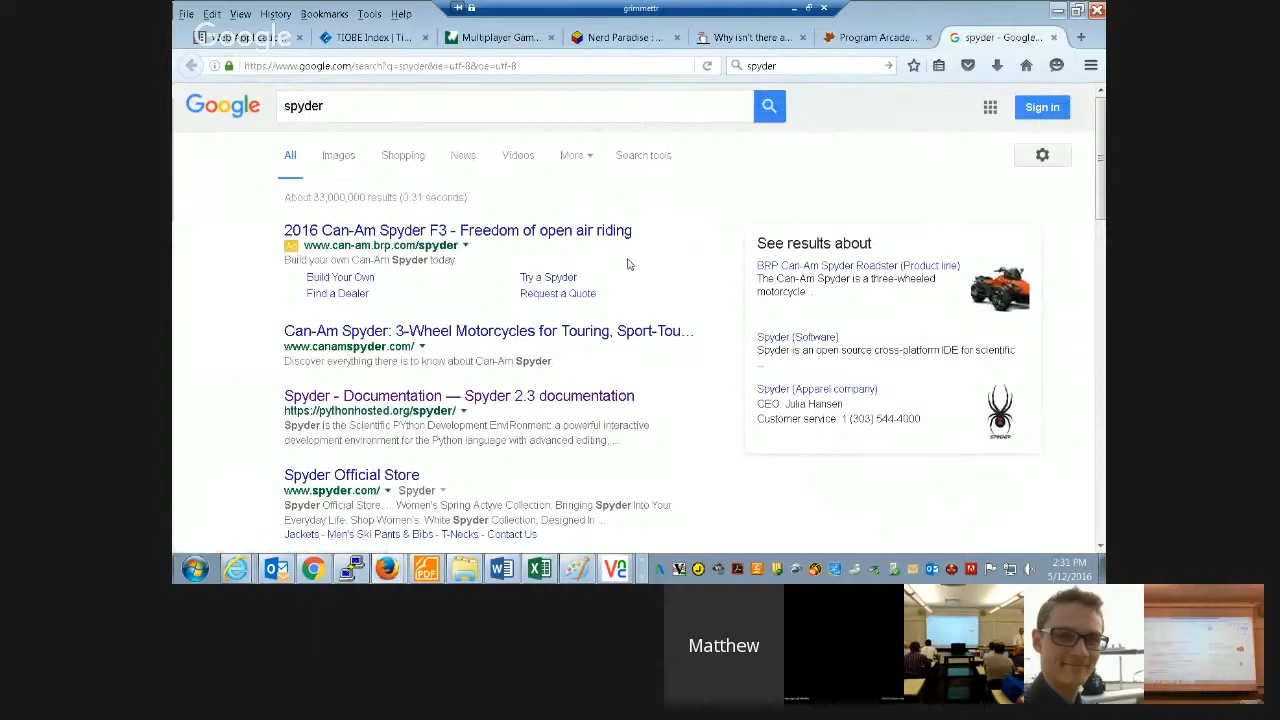 File Edit View History Bookmarks Tools Help
grimmettr
TIOBE Index | Ti...
Multiplayer Gam...
Nerd Paradise : ...
Why isn't there a...
Program Arcade...
spyder - Google...
https://www.google.com/search?q=spyder&ie=utf-8&oe=utf-8
spyder
Google
spyder
Sign in
All Images Shopping News Videos More Search tools
About 33,000,000 results (0.31 seconds)
2016 Can-Am Spyder F3 - Freedom of open air riding
Ad www.can-am.brp.com/spyder
Build your own Can-Am Spyder today.
Build Your Own Try a Spyder
Find a Dealer Request a Quote
Can-Am Spyder: 3-Wheel Motorcycles for Touring, Sport-Tou...
www.canamspyder.com/
Discover everything there is to know about Can-Am Spyder
Spyder - Documentation — Spyder 2.3 documentation
https://pythonhosted.org/spyder/
Spyder is the Scientific PYthon Development EnviRonment: a powerful interactive
development environment for the Python language with advanced editing, ...
Spyder Official Store
www.spyder.com/ Spyder
Spyder Official Store.... Women's Spring Actyve Collection, Bringing Spyder Into Your
Everyday Life. Shop Women's. White Spyder Collection, Designed In ...
Jackets - Men's Ski Pants & Bibs - T-Necks - Contact Us
See results about
BRP Can-Am Spyder Roadster (Product line)
The Can-Am Spyder is a three-wheeled
motorcycle ...
Spyder (Software)
Spyder is an open source cross-platform IDE for scientific
...
Spyder (Apparel company)
CEO: Julia Hansen
Customer service: 1 (303) 544-4000
SPYDER
PDF
2:31 PM
5/12/2016
Matthew